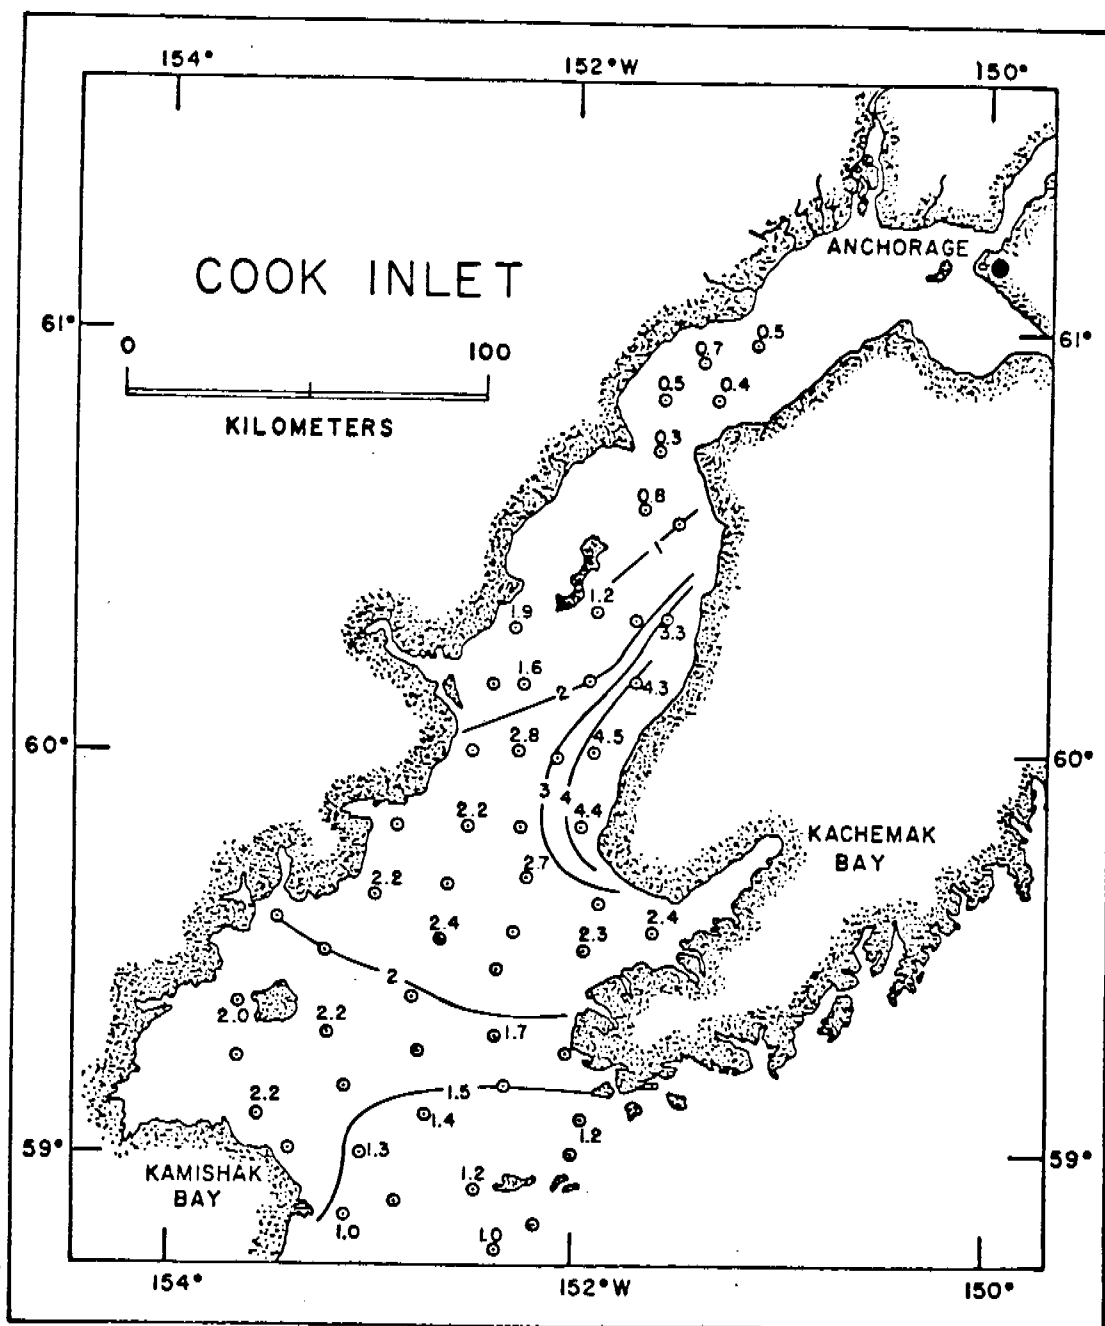 154° 152°W 150°
ANCHORAGE
COOK INLET
61° 61°
0 100
KILOMETERS
0.5
0.7
0.5 0.4
0.3
0.8
1
1.2
1.9 3.3
1.6 4.3
2
60° 2.8 4.5 60°
3 4
2.2 4.4
KACHEMAK
BAY
2.2 2.7
2.4 2.3 2.4
2
2.0 2.2
1.7
2.2 1.5
1.4
1.2
59° 1.3 59°
KAMISHAK
BAY
1.2
1.0
1.0
154° 152°W 150°